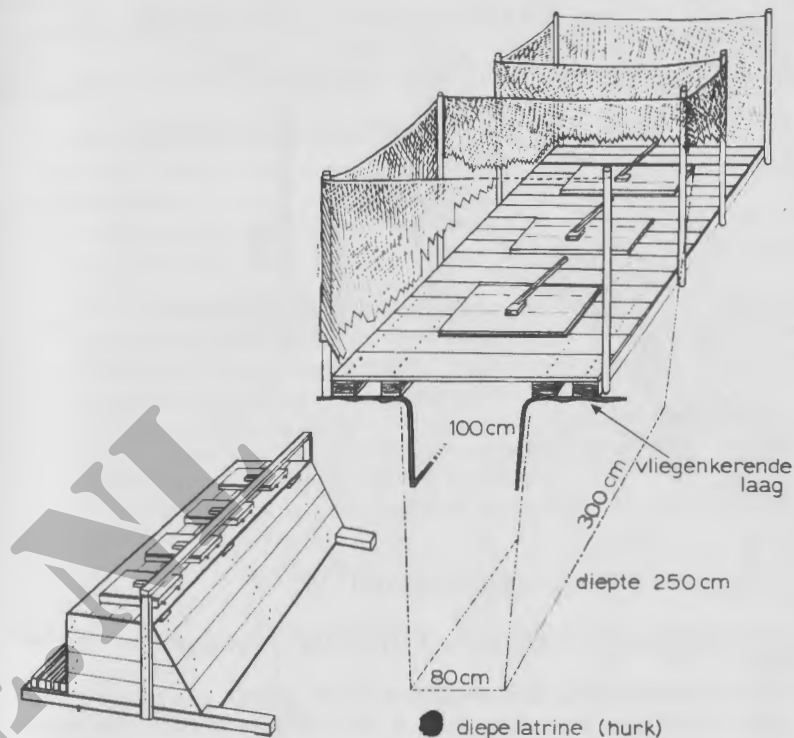 100cm
vliegenkerende
laag
300cm
diepte 250cm
80cm
diepe latrine (hurk)